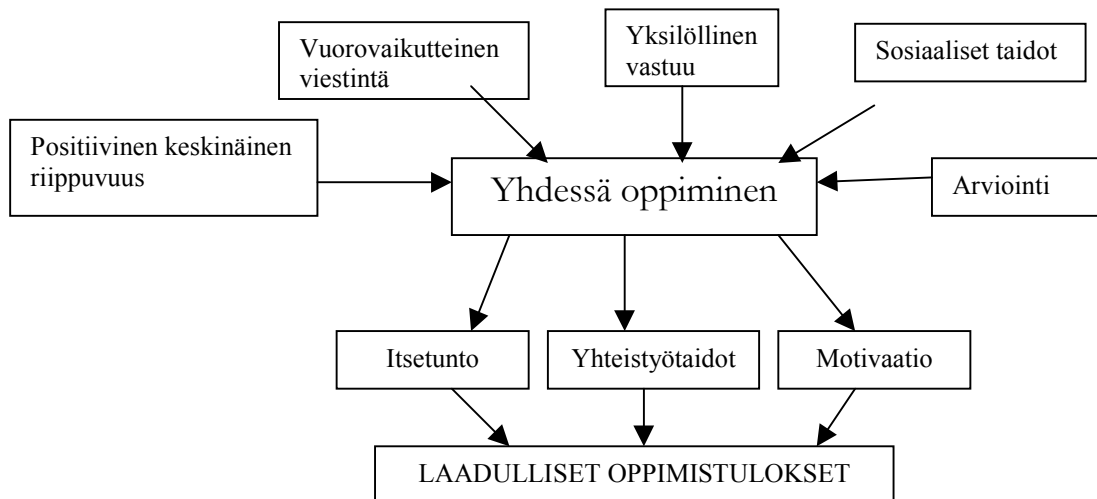 Vuorovaikutteinen
viestintä
Yksilöllinen
vastuu
Sosiaaliset taidot
Positiivinen keskinäinen
riippuvuus
Yhdessä oppiminen
Arviointi
Itsetunto
Yhteistyötaidot
Motivaatio
LAADULLISET OPPIMISTULOKSET